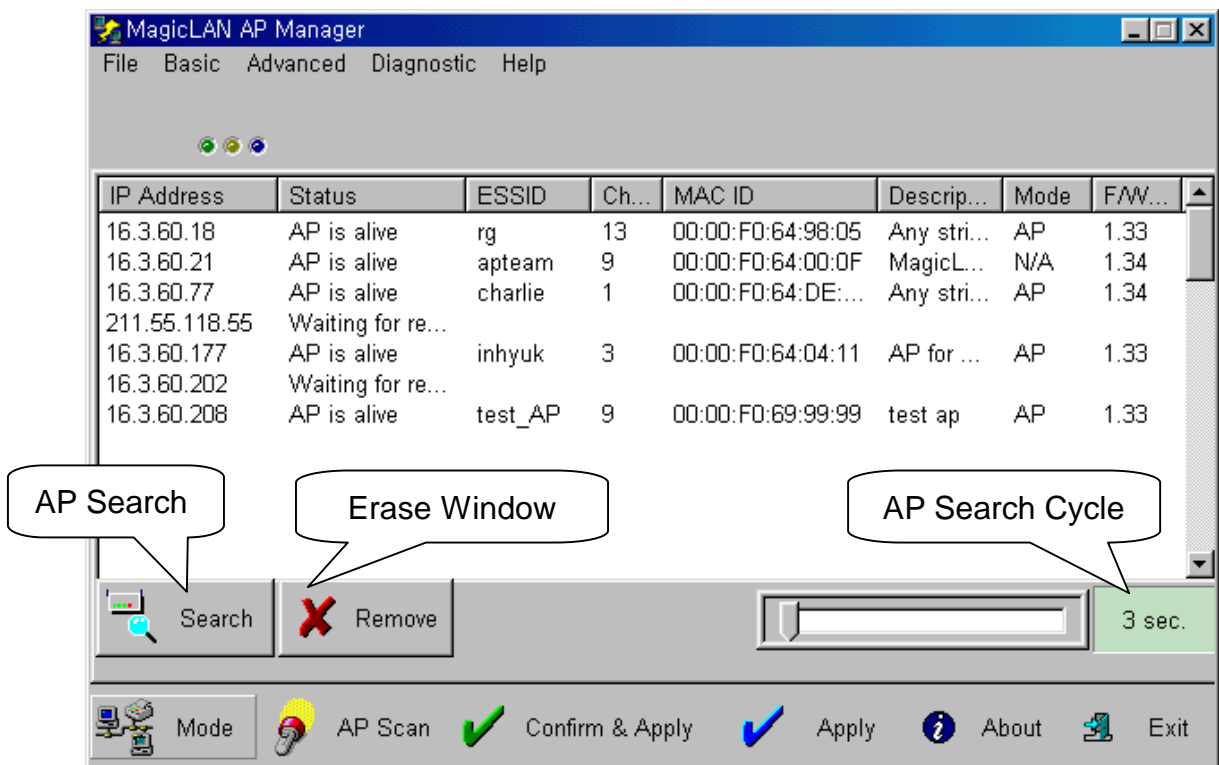 MagicLAN AP Manager
File Basic Advanced Diagnostic Help
IP Address Status ESSID Ch... MAC ID Descrip... Mode F/W...
16.3.60.18 AP is alive rg 13 00:00:F0:64:98:05 Any stri... AP 1.33
16.3.60.21 AP is alive apteam 9 00:00:F0:64:00:0F MagicL... N/A 1.34
16.3.60.77 AP is alive charlie 1 00:00:F0:64:DE:... Any stri... AP 1.34
211.55.118.55 Waiting for re...
16.3.60.177 AP is alive inhyuk 3 00:00:F0:64:04:11 AP for ... AP 1.33
16.3.60.202 Waiting for re...
16.3.60.208 AP is alive test_AP 9 00:00:F0:69:99:99 test ap AP 1.33
AP Search Erase Window AP Search Cycle
Search Remove 3 sec.
Mode AP Scan Confirm & Apply Apply About Exit